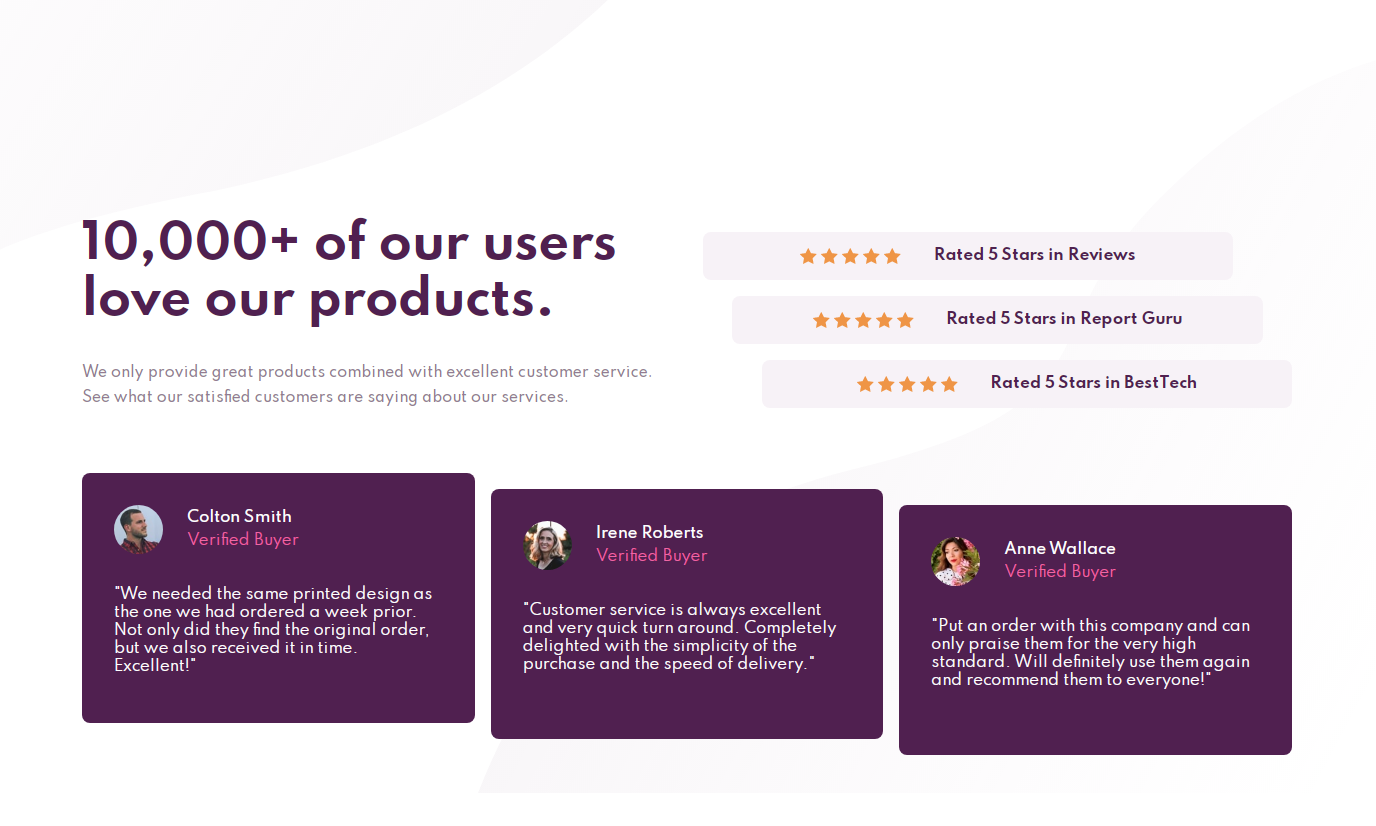 10,000+ of our users
love our products.
We only provide great products combined with excellent customer service.
See what our satisfied customers are saying about our services.
Rated 5 Stars in Reviews
Rated 5 Stars in Report Guru
Rated 5 Stars in BestTech
Colton Smith
Verified Buyer
"We needed the same printed design as
the one we had ordered a week prior.
Not only did they find the original order,
but we also received it in time.
Excellent!"
Irene Roberts
Verified Buyer
"Customer service is always excellent
and very quick turn around. Completely
delighted with the simplicity of the
purchase and the speed of delivery."
Anne Wallace
Verified Buyer
"Put an order with this company and can
only praise them for the very high
standard. Will definitely use them again
and recommend them to everyone!"